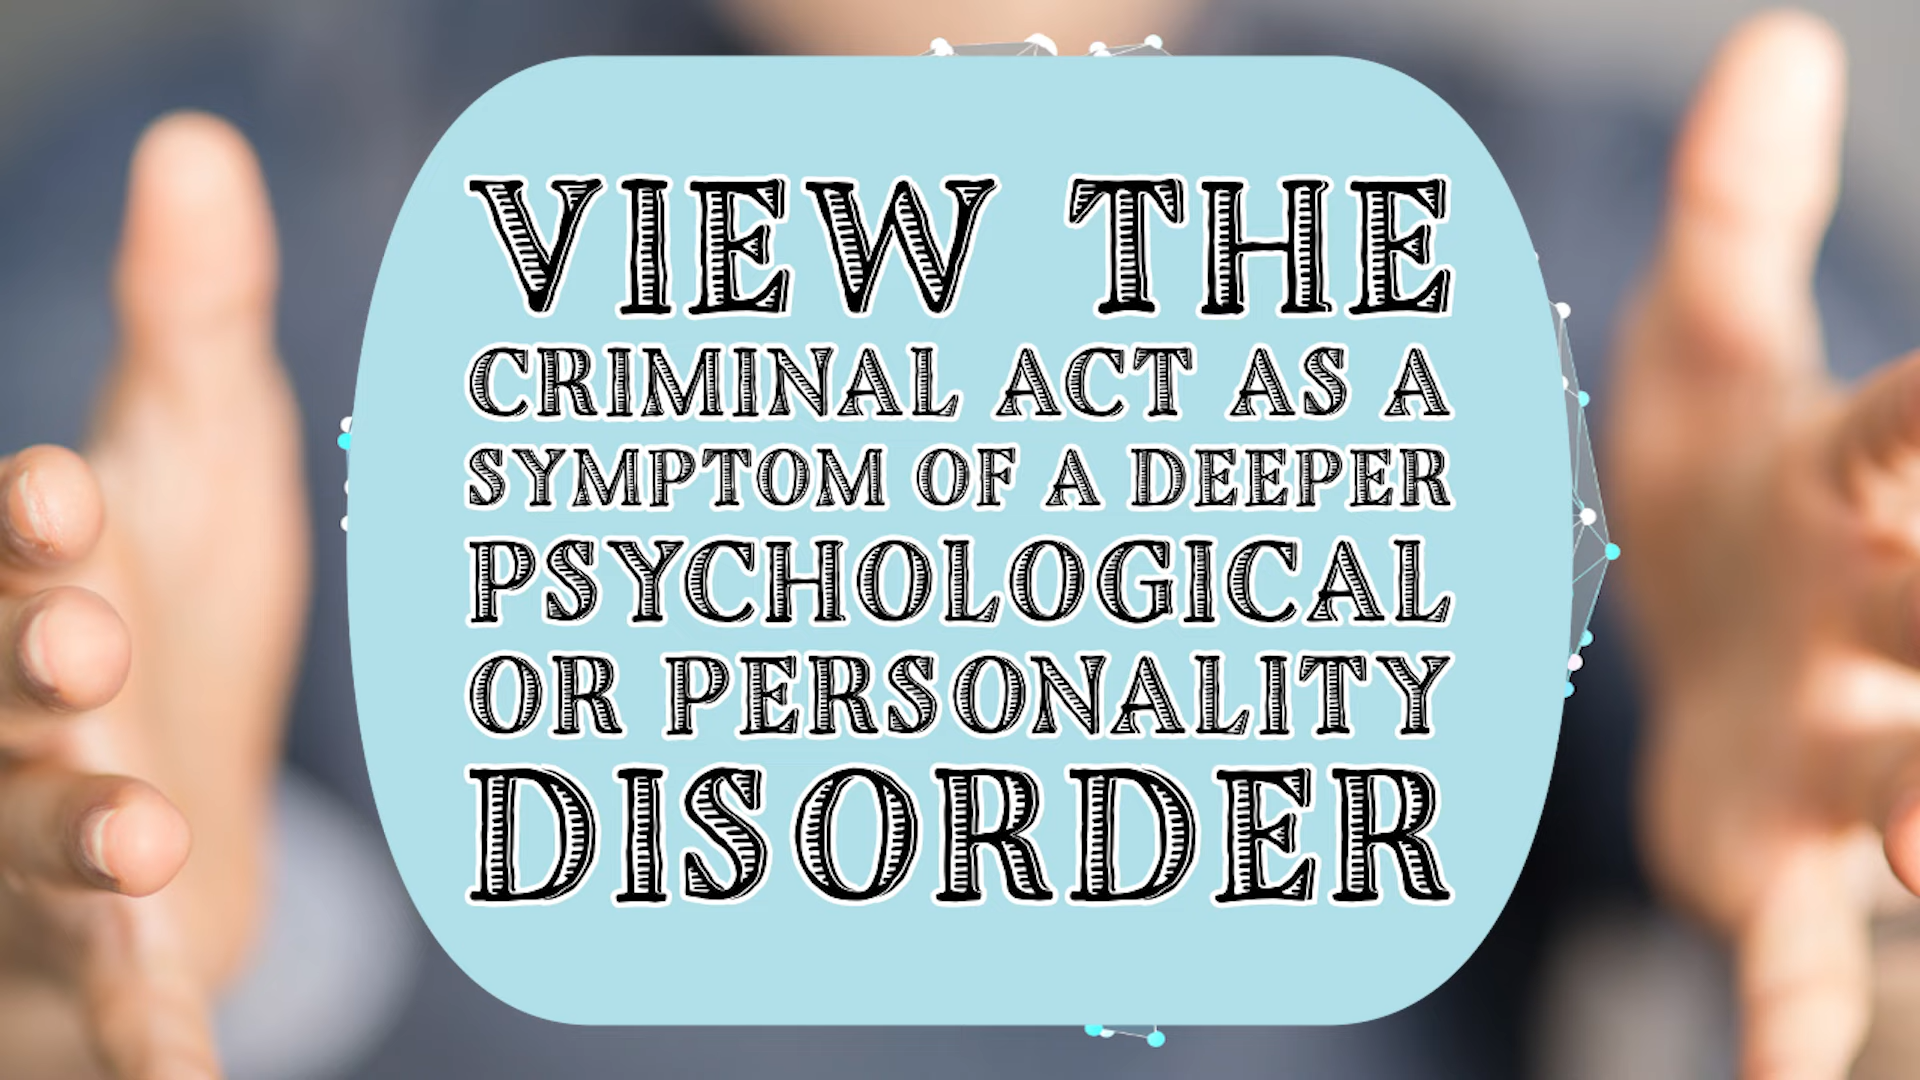 VIEW THE
CRIMINAL ACT AS A
SYMPTOM OF A DEEPER
PSYCHOLOGICAL
OR PERSONALITY
DISORDER